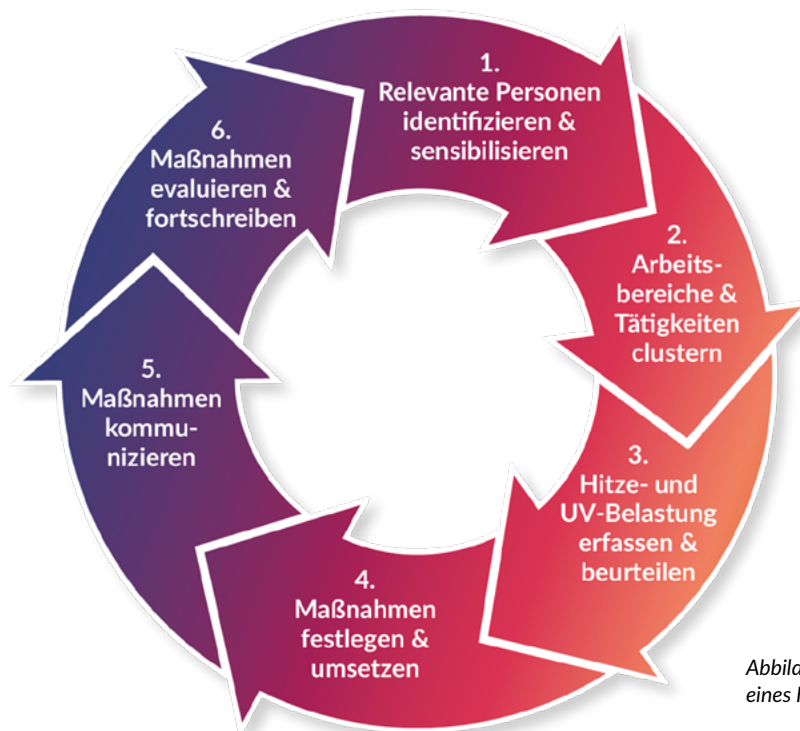 1.
Relevante Personen
identifizieren &
sensibilisieren
2.
Arbeits-
bereiche &
Tätigkeiten
clustern
3.
Hitze- und
UV-Belastung
erfassen &
beurteilen
4.
Maßnahmen
festlegen &
umsetzen
5.
Maßnahmen
kommu-
nizieren
6.
Maßnahmen
evaluieren &
fortschreiben
eines